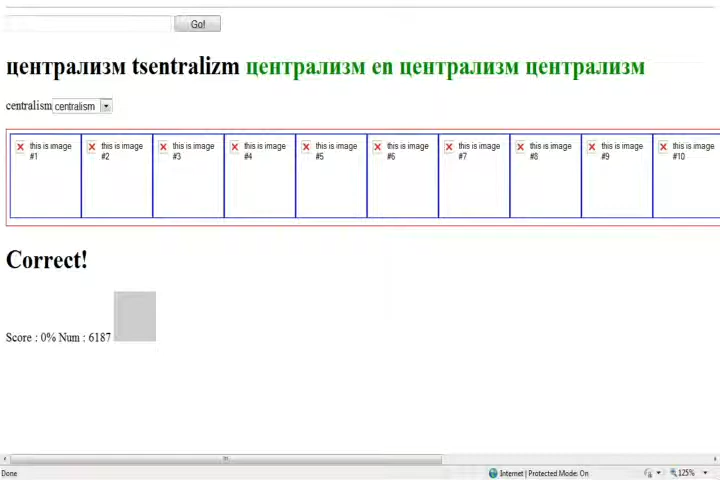 Go!
централизм tsentralizm централизм en централизм централизм
centralism centralism
this is image #1 this is image #2 this is image #3 this is image #4 this is image #5 this is image #6 this is image #7 this is image #8 this is image #9 this is image #10
Correct!
Score : 0% Num : 6187
Done Internet | Protected Mode: On 125%